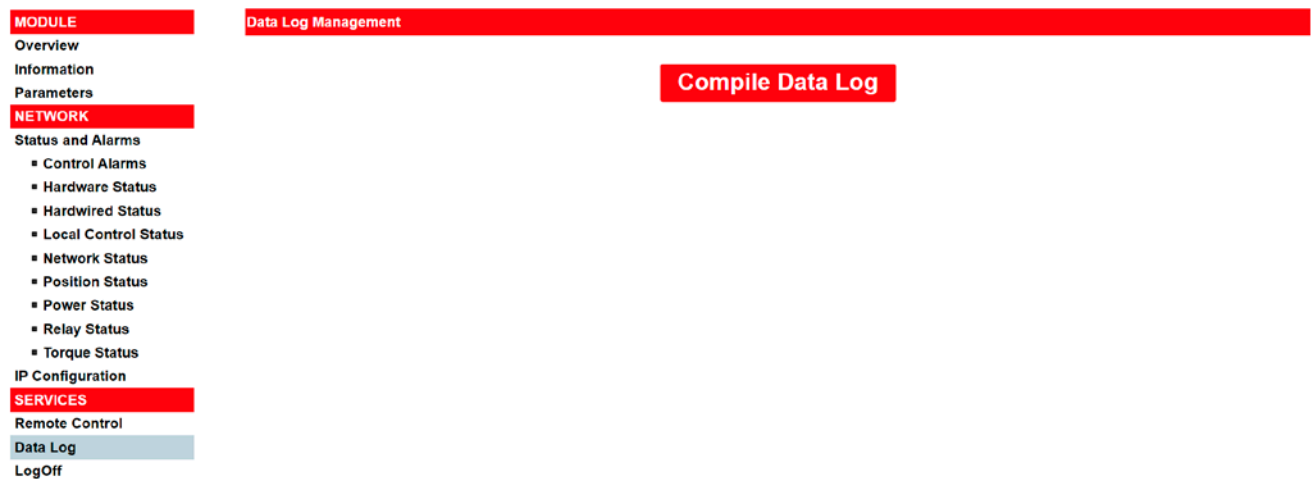 MODULE
Overview
Information
Parameters
NETWORK
Status and Alarms
Control Alarms
Hardware Status
Hardwired Status
Local Control Status
Network Status
Position Status
Power Status
Relay Status
Torque Status
IP Configuration
SERVICES
Remote Control
Data Log
LogOff
Data Log Management
Compile Data Log